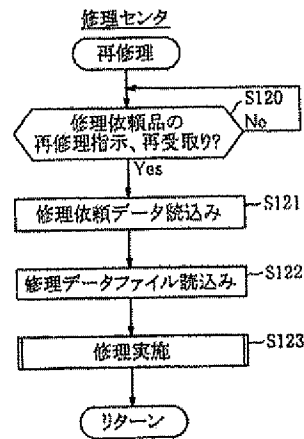 修理センタ
再修理
S120
修理依頼品の
再修理指示、再受取り?
No
Yes
修理依頼データ読込み
S121
修理データファイル読込み
S122
修理実施
S123
リターン